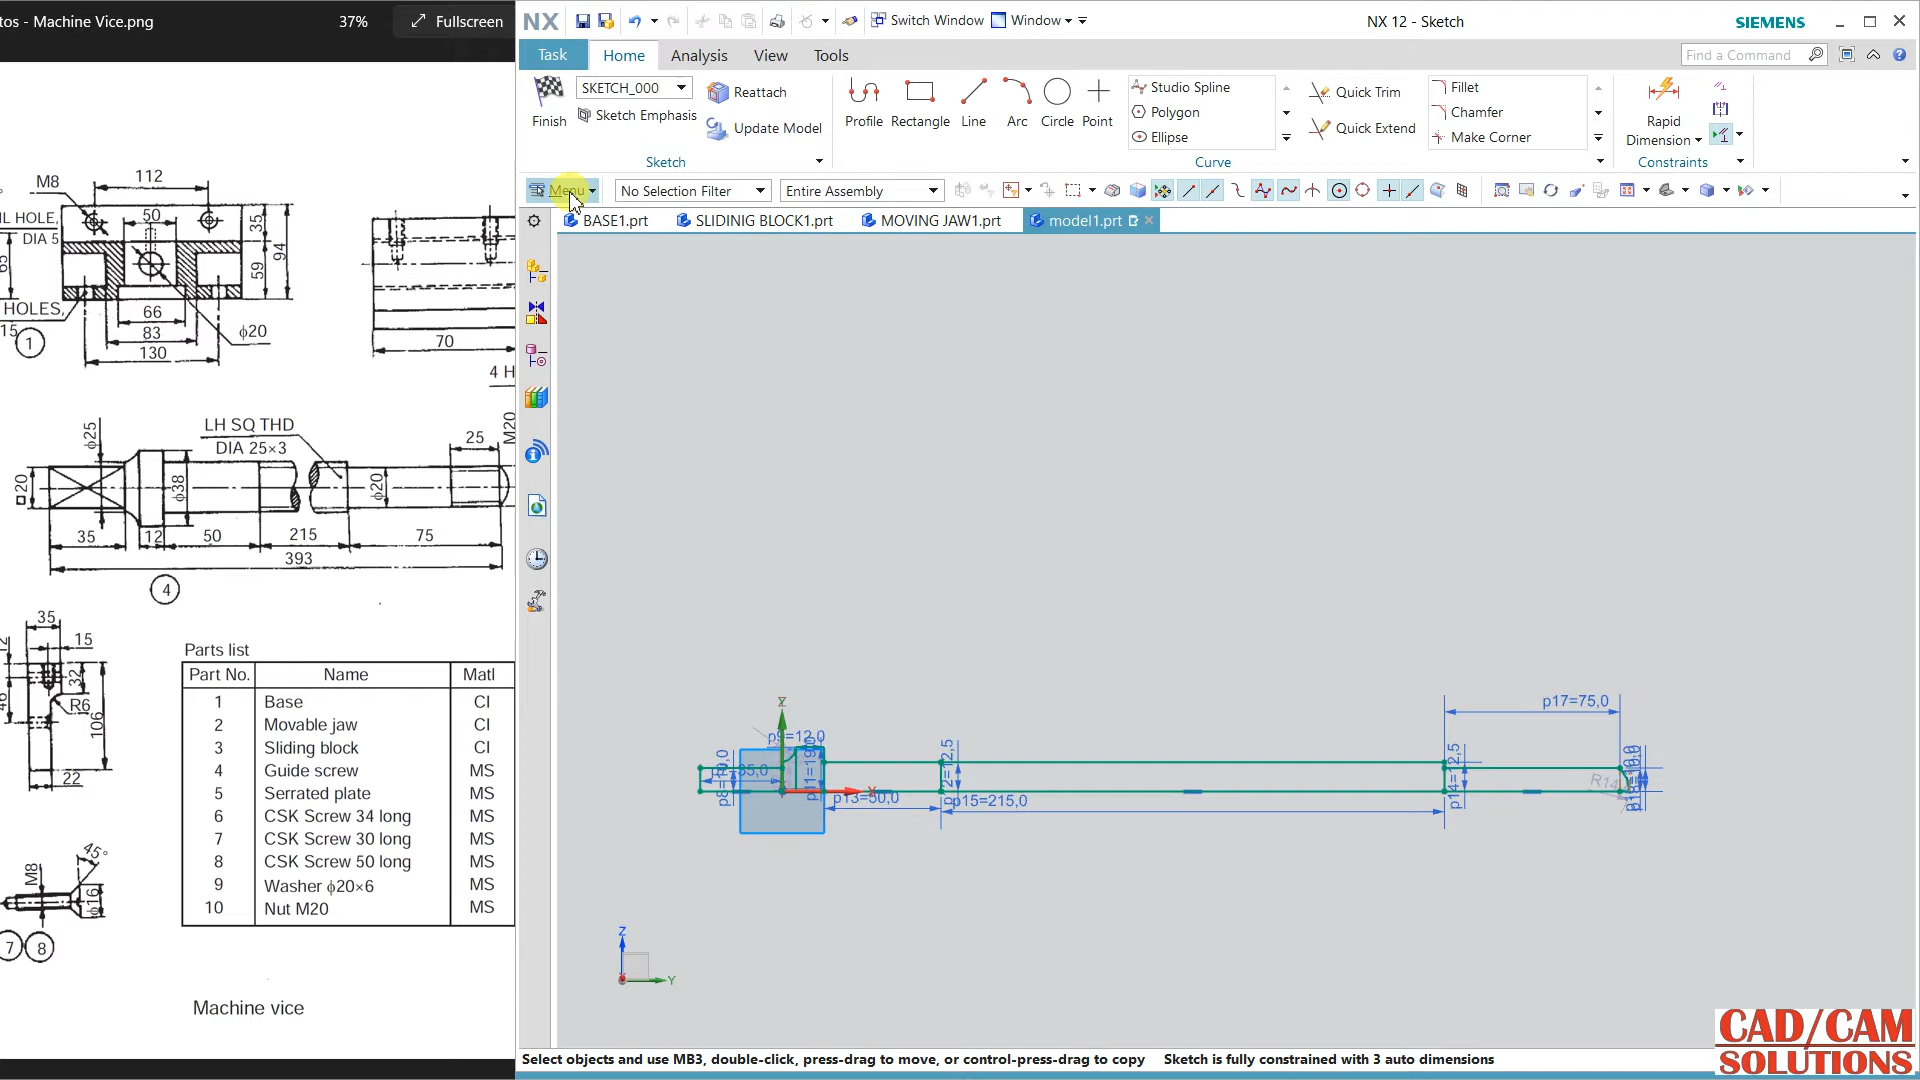 tos - Machine Vice.png
37%
Fullscreen
NX
Switch Window
Window
NX 12 - Sketch
SIEMENS
Task
Home
Analysis
View
Tools
Find a Command
Finish
SKETCH_000
Sketch Emphasis
Reattach
Update Model
Sketch
Profile
Rectangle
Line
Arc
Circle
Point
Studio Spline
Polygon
Ellipse
Quick Trim
Quick Extend
Fillet
Chamfer
Make Corner
Curve
Rapid
Dimension
Constraints
Menu
No Selection Filter
Entire Assembly
BASE1.prt
SLIDINIG BLOCK1.prt
MOVING JAW1.prt
model1.prt
M8
112
50
35
94
59
HOLE,
DIA 5
65
HOLES,
15
66
83
130
ϕ20
1
70
4 H
LH SQ THD
DIA 25×3
ϕ25
25
M20
20
ϕ38
ϕ20
35
12
50
215
75
393
4
35
15
12
32
46
R6
106
22
Parts list
Part No. Name Matl
1 Base CI
2 Movable jaw CI
3 Sliding block CI
4 Guide screw MS
5 Serrated plate MS
6 CSK Screw 34 long MS
7 CSK Screw 30 long MS
8 CSK Screw 50 long MS
9 Washer ϕ20×6 MS
10 Nut M20 MS
45°
M8
ϕ16
7
8
Machine vice
Z
X
p13=50,0
p15=215,0
p17=75,0
p14=12,5
Z
Y
X
Select objects and use MB3, double-click, press-drag to move, or control-press-drag to copy
Sketch is fully constrained with 3 auto dimensions
CAD/CAM
SOLUTIONS